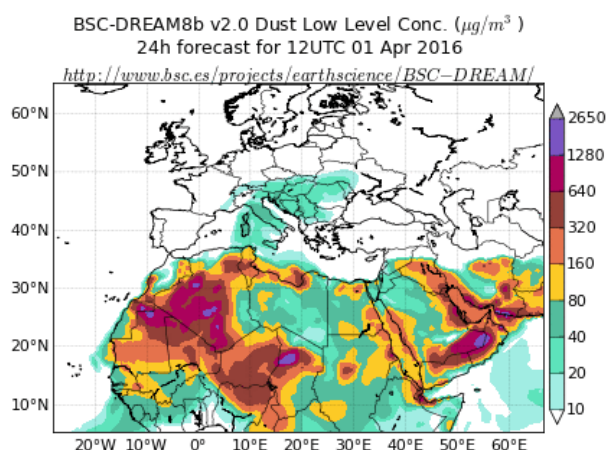 BSC-DREAM8b v2.0 Dust Low Level Conc. (μg/m³ )
24h forecast for 12UTC 01 Apr 2016
http://www.bsc.es/projects/earthscience/BSC−DREAM/
60°N
50°N
40°N
30°N
20°N
10°N
20°W
10°W
0°
10°E
20°E
30°E
40°E
50°E
60°E
2650
1280
640
320
160
80
40
20
10